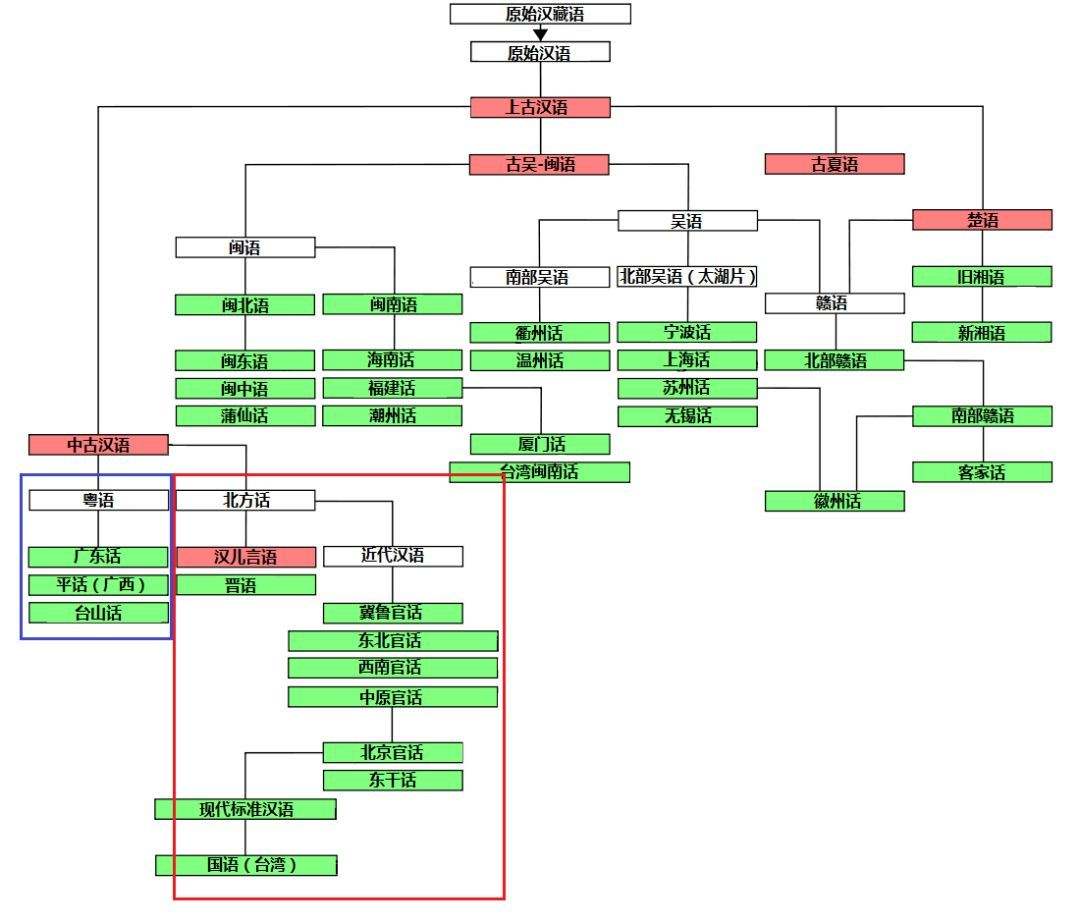 原始汉藏语
原始汉语
上古汉语
古吴-闽语
古夏语
楚语
吴语
闽语
南部吴语
北部吴语（太湖片）
旧湘语
赣语
闽北语
闽南语
衢州话
宁波话
新湘语
闽东语
海南话
温州话
上海话
北部赣语
闽中语
福建话
苏州话
蒲仙话
潮州话
无锡话
南部赣语
中古汉语
厦门话
台湾闽南话
客家话
粤语
北方话
徽州话
广东话
汉儿言语
近代汉语
平话（广西）
晋语
台山话
冀鲁官话
东北官话
西南官话
中原官话
北京官话
东干话
现代标准汉语
国语（台湾）